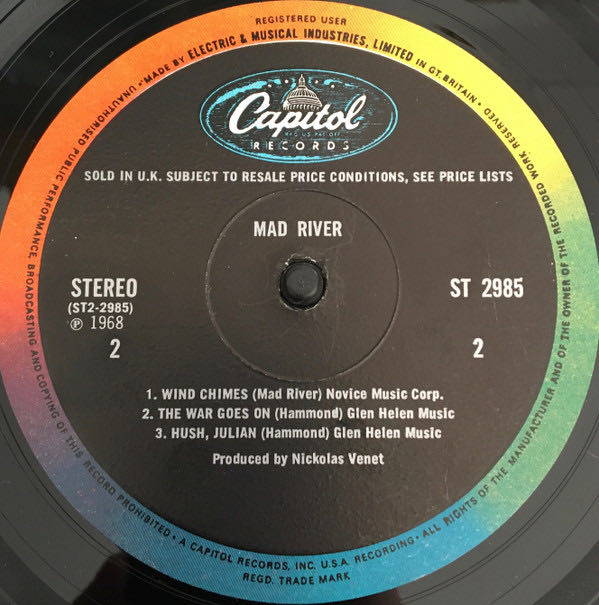 REGISTERED USER
MADE BY ELECTRIC & MUSICAL INDUSTRIES, LIMITED IN GT. BRITAIN • ALL RIGHTS OF THE MANUFACTURER AND OF THE OWNER OF THE RECORDED WORK RESERVED •
UNAUTHORISED PUBLIC PERFORMANCE, BROADCASTING AND COPYING OF THIS RECORD PROHIBITED • A CAPITOL RECORDS, INC. U.S.A. RECORDING •
REGD. TRADE MARK
Capitol
REG. U.S. PAT. OFF.
RECORDS
SOLD IN U.K. SUBJECT TO RESALE PRICE CONDITIONS, SEE PRICE LISTS
MAD RIVER
STEREO
(ST2-2985)
℗ 1968
2
ST 2985
2
1. WIND CHIMES (Mad River) Novice Music Corp.
2. THE WAR GOES ON (Hammond) Glen Helen Music
3. HUSH, JULIAN (Hammond) Glen Helen Music
Produced by Nickolas Venet